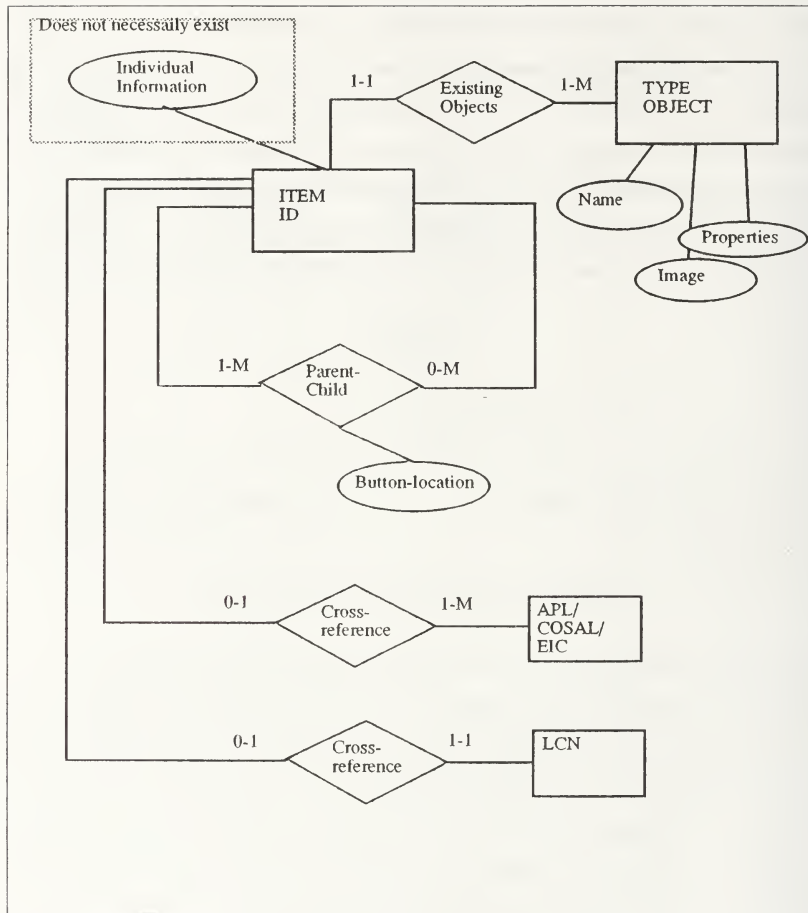 Does not necessaily exist
Individual
Information
1-1
Existing
Objects
1-M
TYPE
OBJECT
ITEM
ID
Name
Properties
Image
1-M
Parent-
Child
0-M
Button-location
0-1
Cross-
reference
1-M
APL/
COSAL/
EIC
0-1
Cross-
reference
1-1
LCN